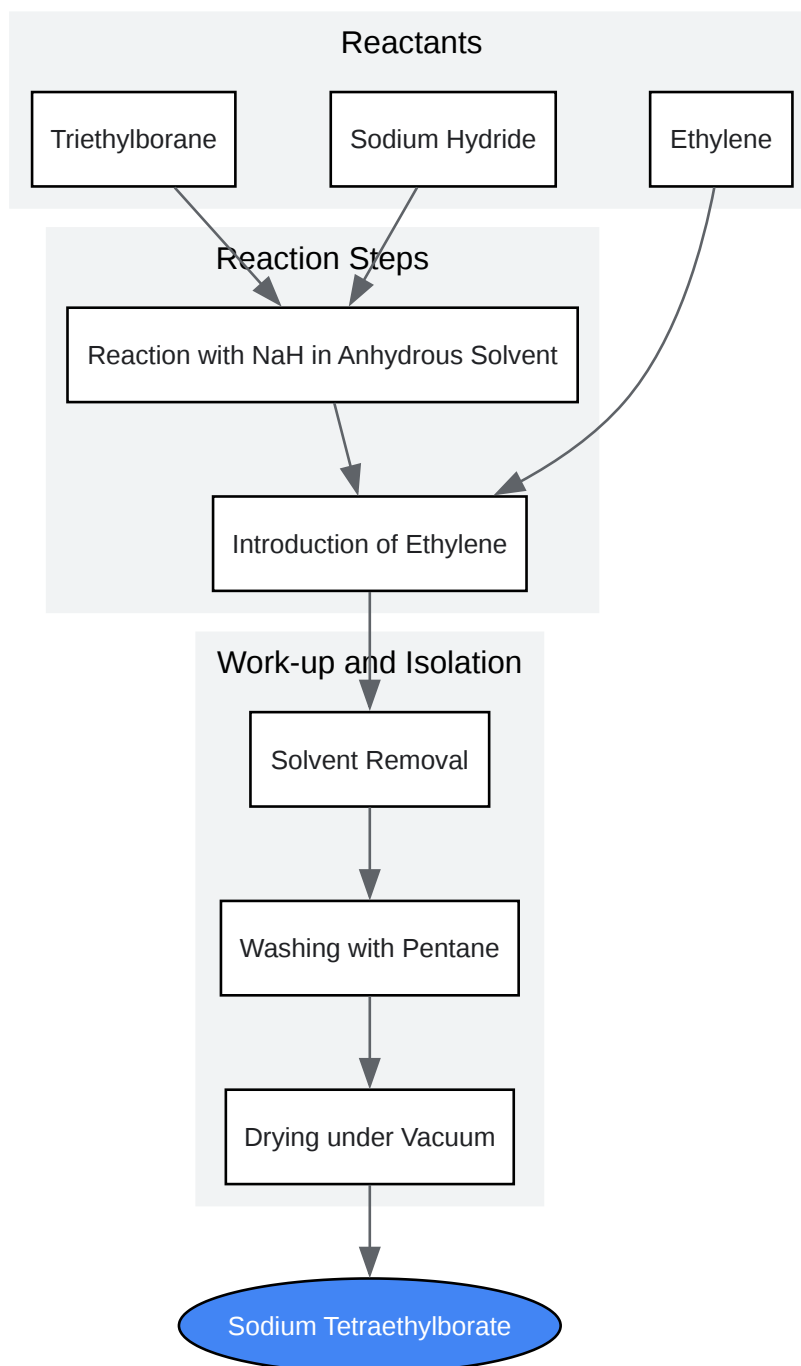 Reactants
Triethylborane
Sodium Hydride
Ethylene
Reaction Steps
Reaction with NaH in Anhydrous Solvent
Introduction of Ethylene
Work-up and Isolation
Solvent Removal
Washing with Pentane
Drying under Vacuum
Sodium Tetraethylborate